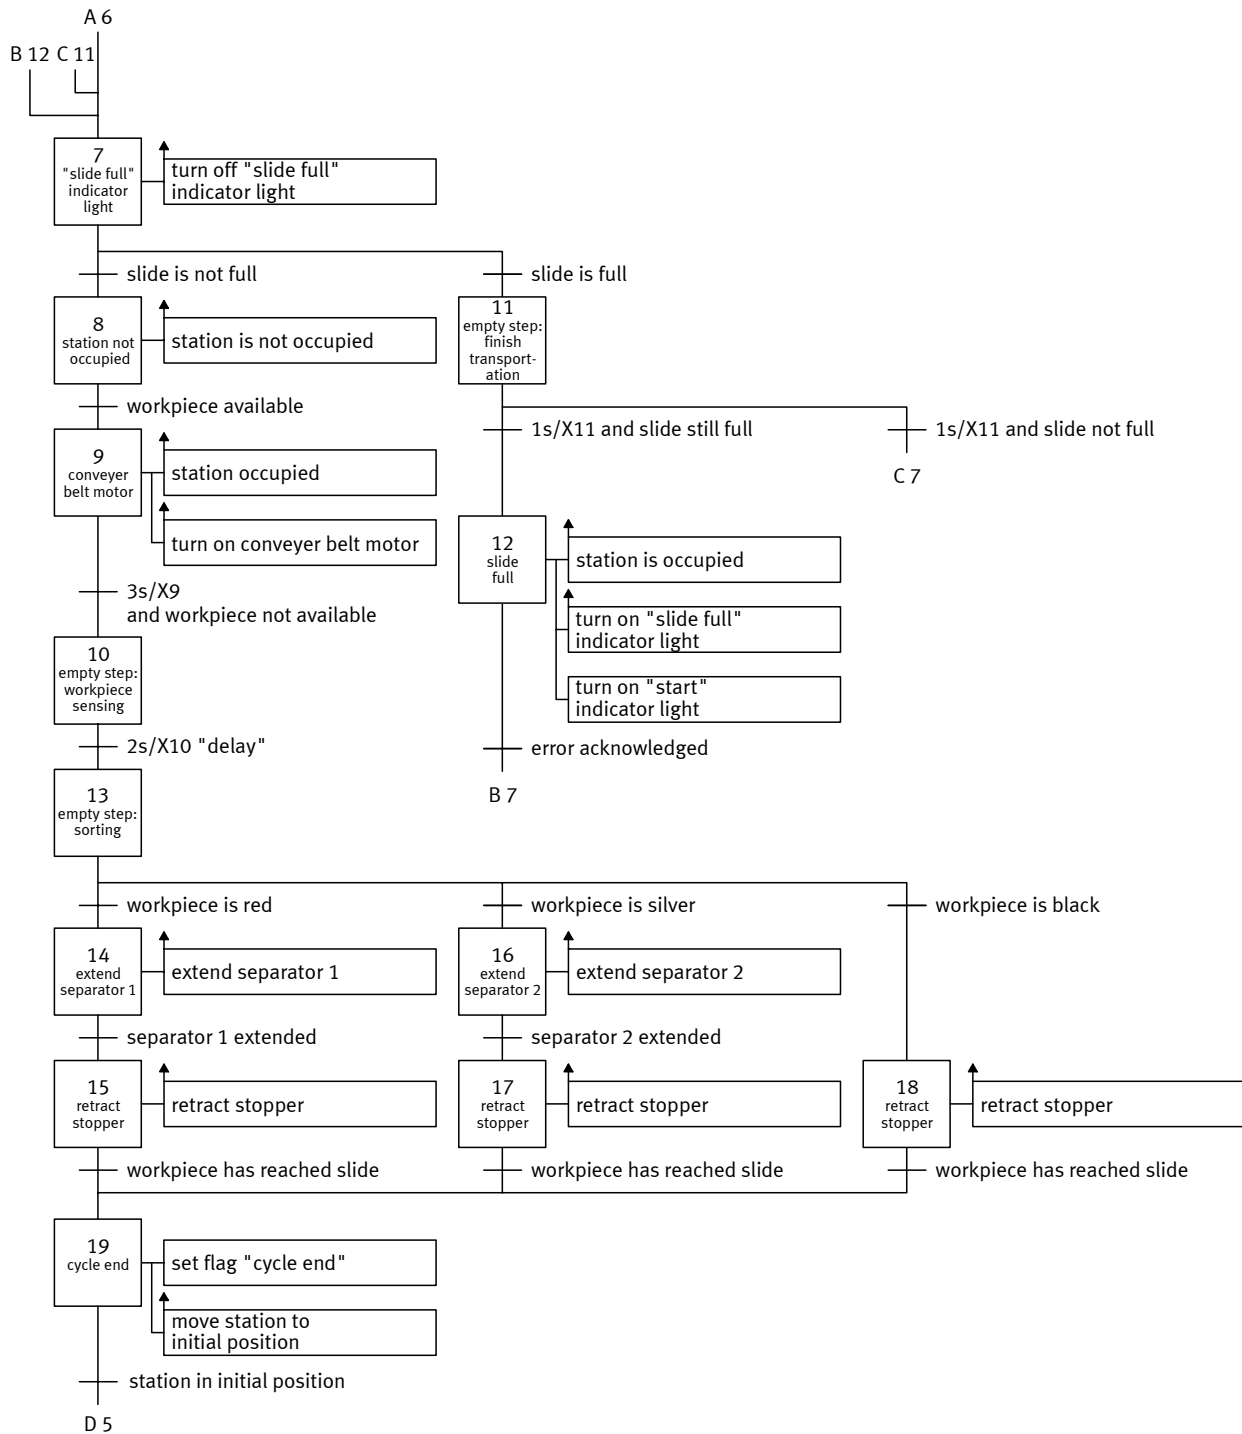 A 6
B 12 C 11
7
"slide full"
indicator
light
turn off "slide full"
indicator light
slide is not full
slide is full
8
station not
occupied
station is not occupied
11
empty step:
finish
transport-
ation
workpiece available
1s/X11 and slide still full
1s/X11 and slide not full
C 7
9
conveyer
belt motor
station occupied
turn on conveyer belt motor
12
slide
full
station is occupied
turn on "slide full"
indicator light
turn on "start"
indicator light
3s/X9
and workpiece not available
10
empty step:
workpiece
sensing
2s/X10 "delay"
error acknowledged
B 7
13
empty step:
sorting
workpiece is red
workpiece is silver
workpiece is black
14
extend
separator 1
extend separator 1
16
extend
separator 2
extend separator 2
separator 1 extended
separator 2 extended
15
retract
stopper
retract stopper
17
retract
stopper
retract stopper
18
retract
stopper
retract stopper
workpiece has reached slide
workpiece has reached slide
workpiece has reached slide
19
cycle end
set flag "cycle end"
move station to
initial position
station in initial position
D 5